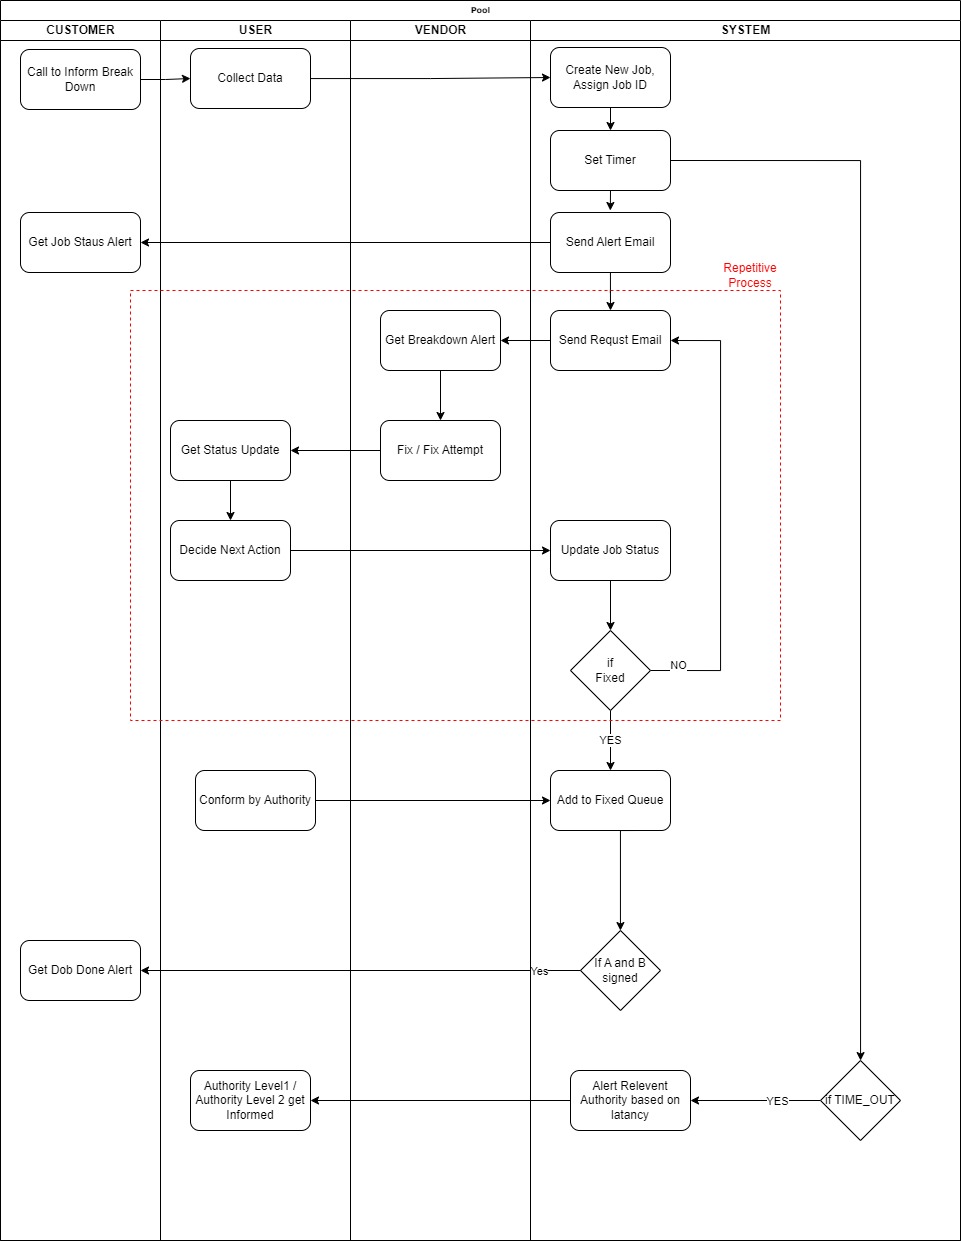 Pool
CUSTOMER
USER
VENDOR
SYSTEM
Call to Inform Break
Down
Collect Data
Create New Job,
Assign Job ID
Set Timer
Get Job Staus Alert
Send Alert Email
Repetitive
Process
Get Breakdown Alert
Send Requst Email
Get Status Update
Fix / Fix Attempt
Decide Next Action
Update Job Status
if
Fixed
NO
YES
Conform by Authority
Add to Fixed Queue
Get Dob Done Alert
Yes
If A and B
signed
Authority Level1 /
Authority Level 2 get
Informed
Alert Relevent
Authority based on
latancy
YES
if TIME_OUT